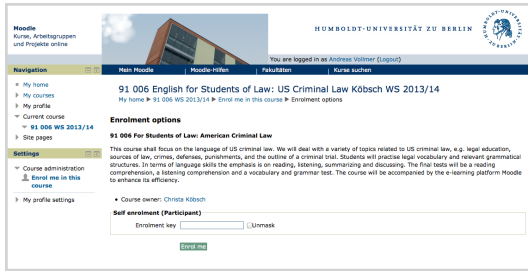 Moodle
Kurse, Arbeitsgruppen
und Projekte online
HUMBOLDT-UNIVERSITÄT ZU BERLIN
You are logged in as Andreas Vollmer (Logout)
Navigation
Mein Moodle
Moodle-Hilfen
Fakultäten
Kurse suchen
My home
My courses
My profile
Current course
91 006 WS 2013/14
Site pages
Settings
Course administration
Enrol me in this
course
My profile settings
91 006 English for Students of Law: US Criminal Law Köbsch WS 2013/14
My home ▶ 91 006 WS 2013/14 ▶ Enrol me in this course ▶ Enrolment options
Enrolment options
91 006 For Students of Law: American Criminal Law
This course shall focus on the language of US criminal law. We will deal with a variety of topics related to US criminal law, e.g. legal education,
sources of law, crimes, defenses, punishments, and the outline of a criminal trial. Students will practise legal vocabulary and relevant grammatical
structures. In terms of language skills the emphasis is on reading, listening, summarizing and discussing. The final tests will be a reading
comprehension, a listening comprehension and a vocabulary and grammar test. The course will be accompanied by the e-learning platform Moodle
to enhance its efficiency.
Course owner: Christa Köbsch
Self enrolment (Participant)
Enrolment key
Unmask
Enrol me